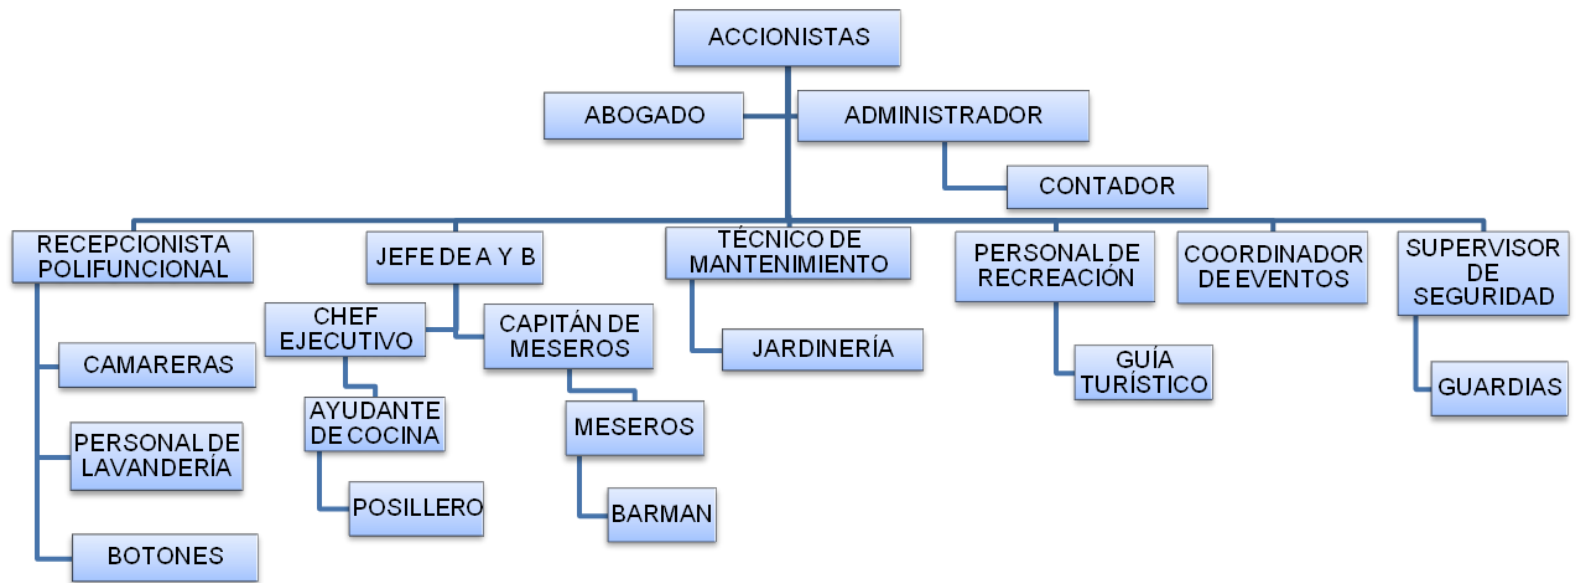 ACCIONISTAS
ABOGADO
ADMINISTRADOR
CONTADOR
RECEPCIONISTA
POLIFUNCIONAL
JEFE DE A Y B
TÉCNICO DE
MANTENIMIENTO
PERSONAL DE
RECREACIÓN
COORDINADOR
DE EVENTOS
SUPERVISOR
DE
SEGURIDAD
CHEF
EJECUTIVO
CAPITÁN DE
MESEROS
CAMARERAS
JARDINERÍA
GUÍA
TURÍSTICO
GUARDIAS
AYUDANTE
DE COCINA
MESEROS
PERSONAL DE
LAVANDERÍA
POSILLERO
BARMAN
BOTONES